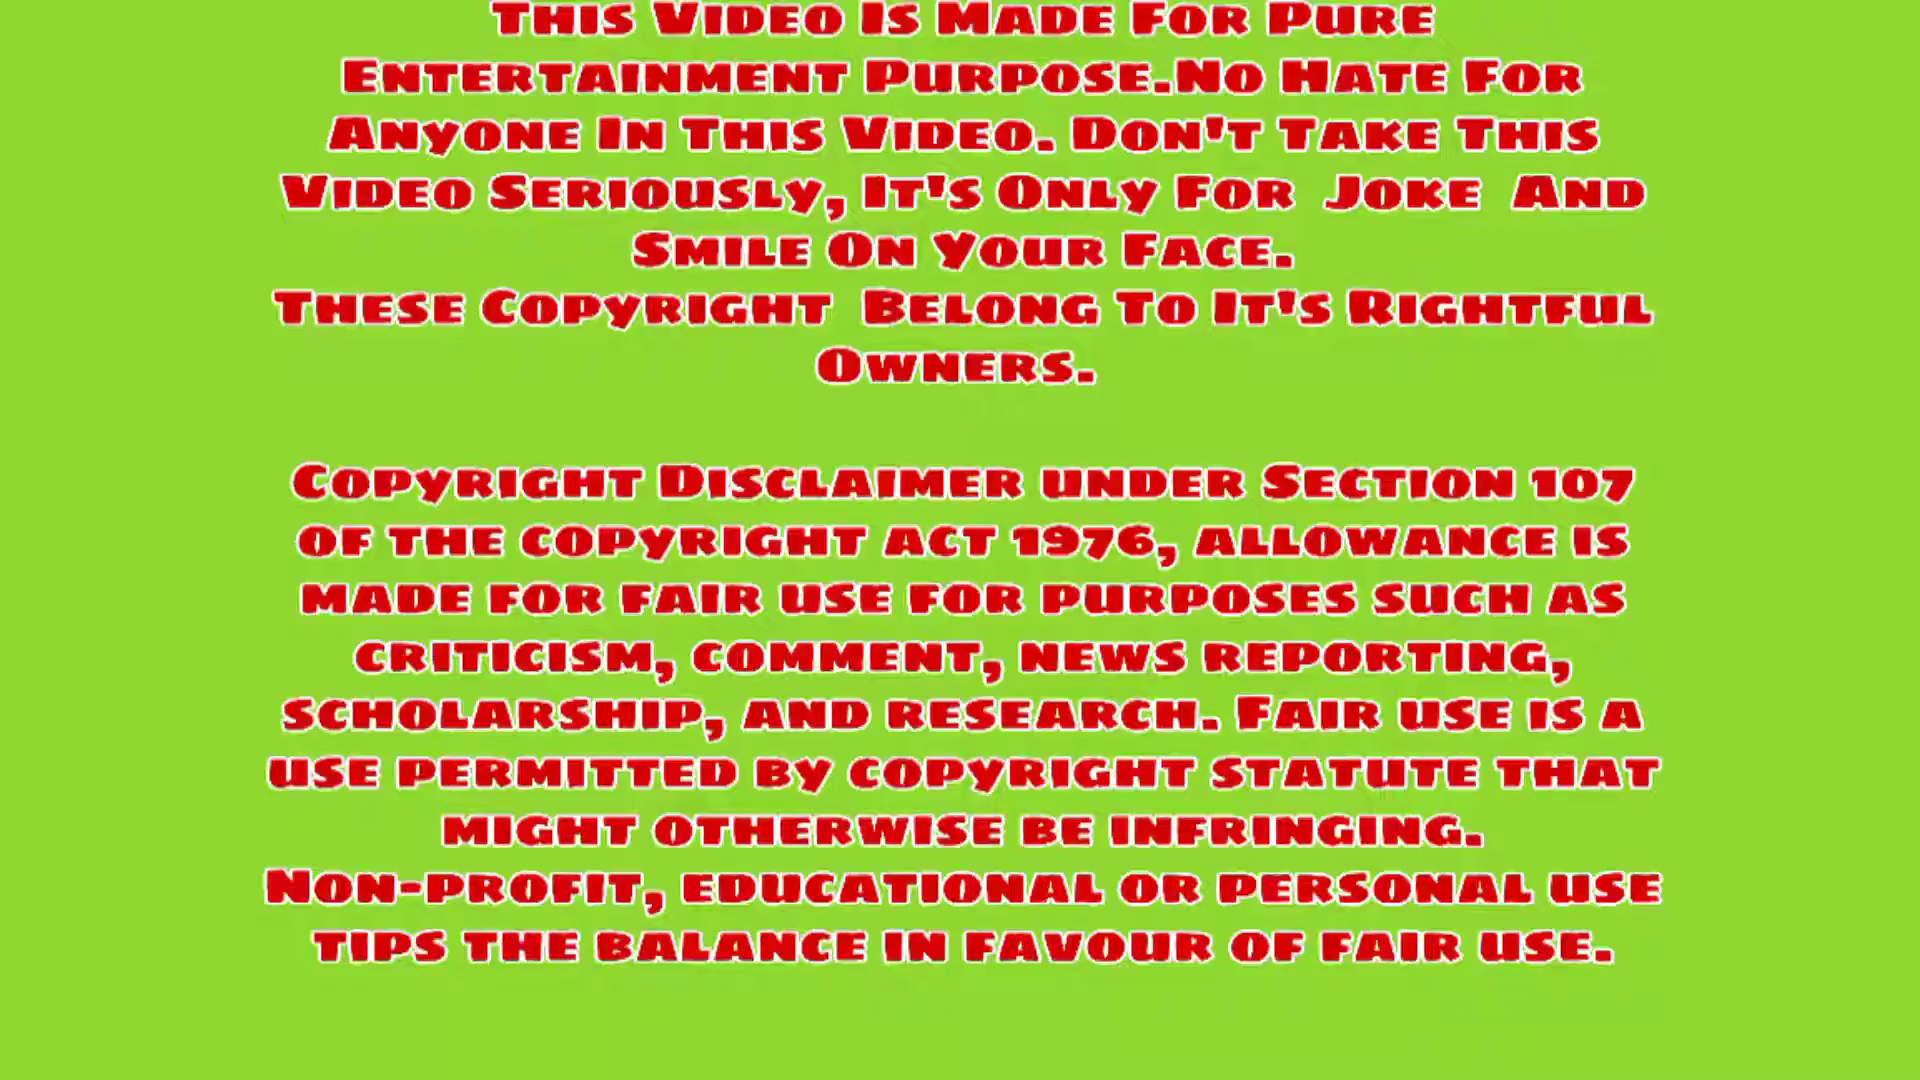 This Video Is Made For Pure
Entertainment Purpose.No Hate For
Anyone In This Video. Don't Take This
Video Seriously, It's Only For Joke And
Smile On Your Face.
These Copyright Belong To It's Rightful
Owners.
Copyright Disclaimer under Section 107
of the copyright act 1976, allowance is
made for fair use for purposes such as
criticism, comment, news reporting,
scholarship, and research. Fair use is a
use permitted by copyright statute that
might otherwise be infringing.
Non-profit, educational or personal use
tips the balance in favour of fair use.